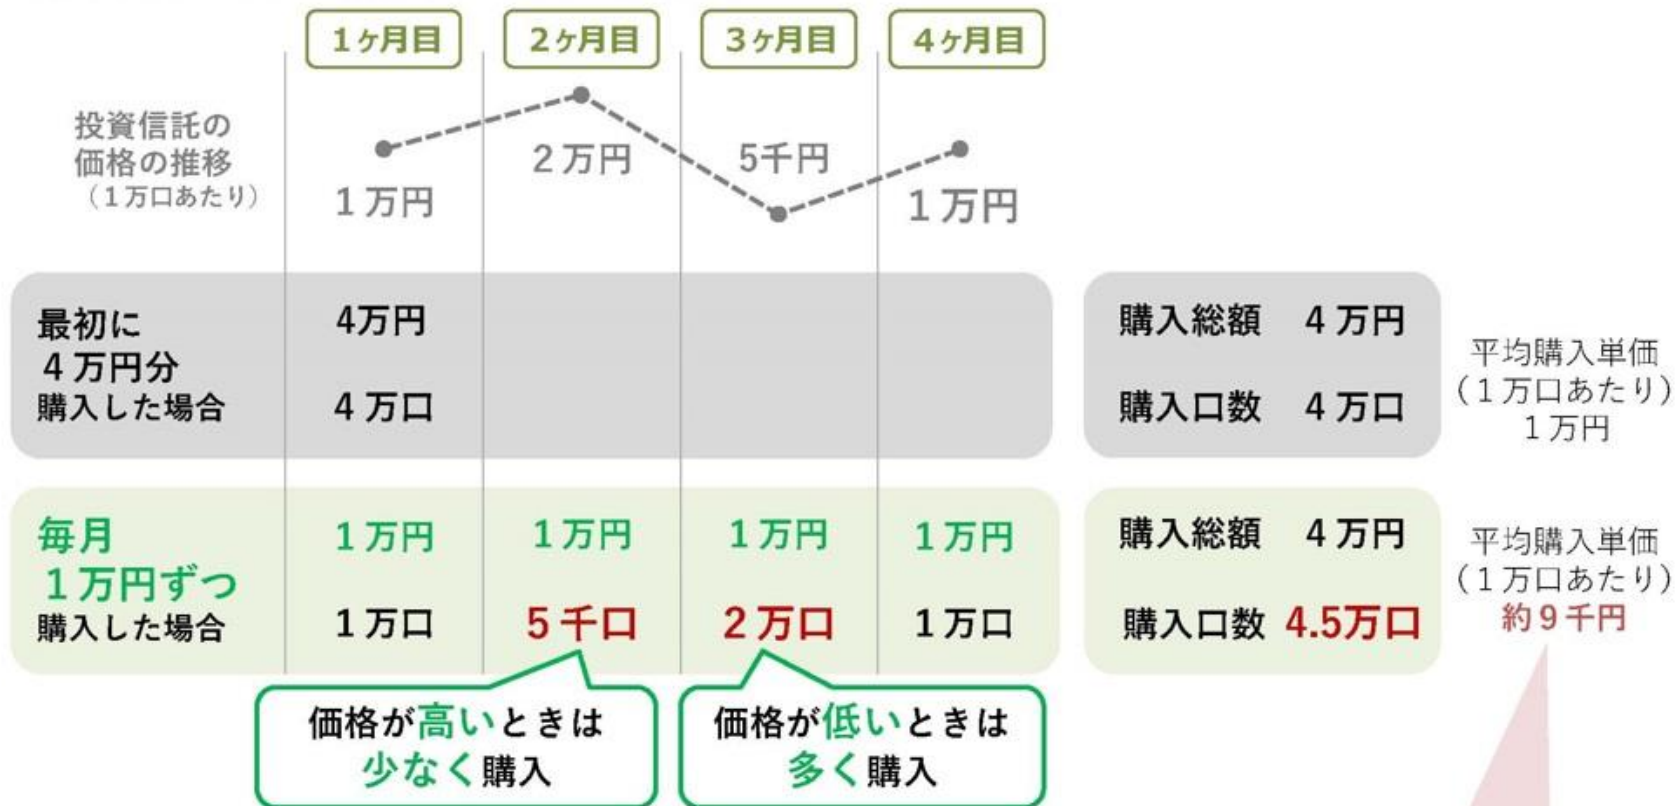 1ヶ月目
2ヶ月目
3ヶ月目
4ヶ月目
投資信託の
価格の推移
（1万口あたり）
1万円
2万円
5千円
1万円
最初に
4万円分
購入した場合
4万円
4万口
購入総額 4万円
購入口数 4万口
平均購入単価
（1万口あたり）
1万円
毎月
1万円ずつ
購入した場合
1万円
1万円
1万円
1万円
1万口
5千口
2万口
1万口
購入総額 4万円
購入口数 4.5万口
平均購入単価
（1万口あたり）
約9千円
価格が高いときは
少なく購入
価格が低いときは
多く購入